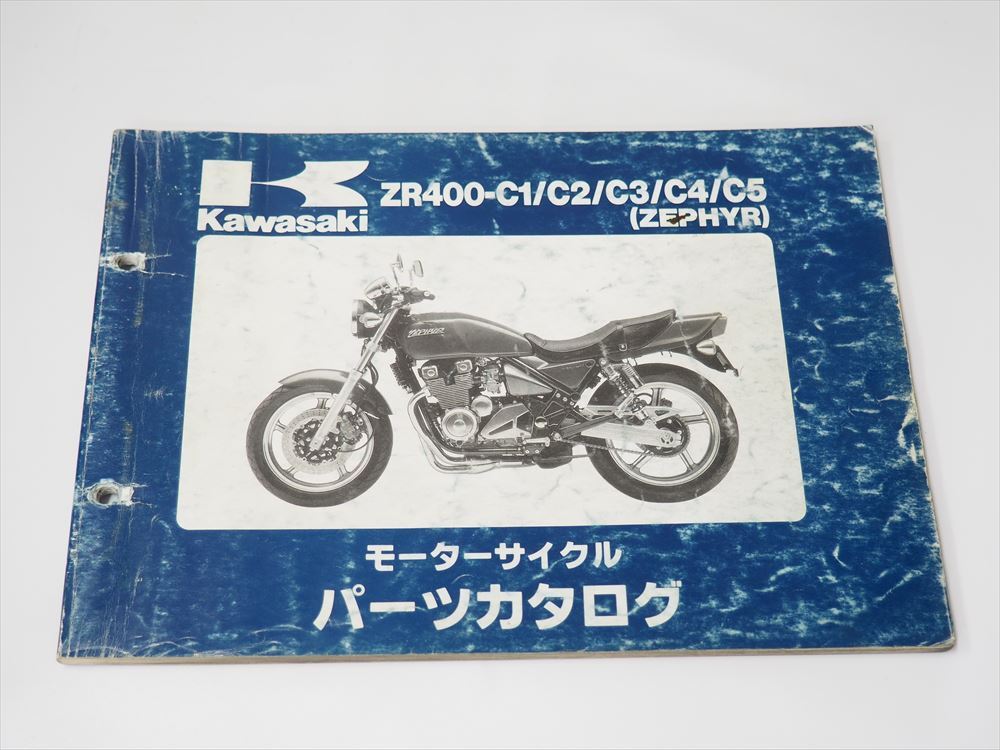 Kawasaki
ZR400-C1/C2/C3/C4/C5
(ZEPHYR)
ZEPHYR
モーターサイクル
パーツカタログ